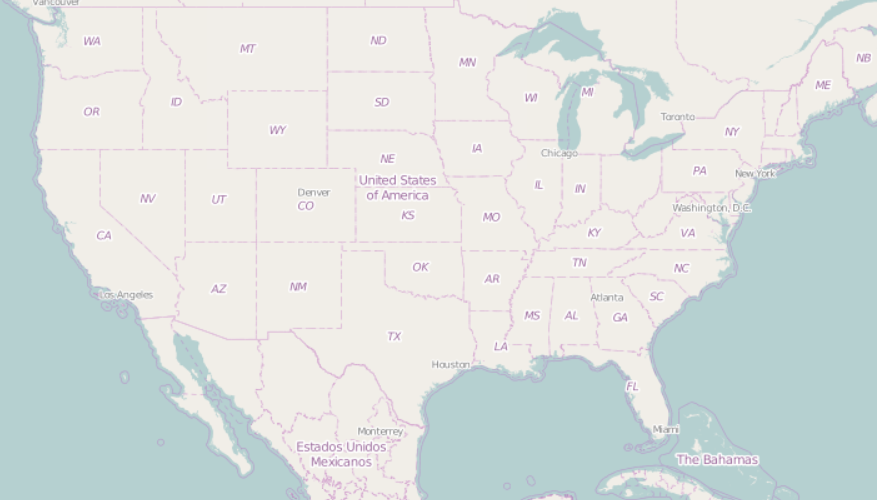 Vancouver
WA
MT
ND
MN
NB
ME
OR
ID
SD
WI
MI
Toronto
WY
NY
NE
IA
Chicago
PA
New York
United States
of America
NV
UT
Denver
CO
KS
MO
IL
IN
Washington, D.C.
CA
KY
VA
AZ
NM
OK
AR
TN
NC
Los Angeles
Atlanta
SC
MS
AL
GA
TX
LA
Houston
FL
Monterrey
Miami
Estados Unidos
Mexicanos
The Bahamas